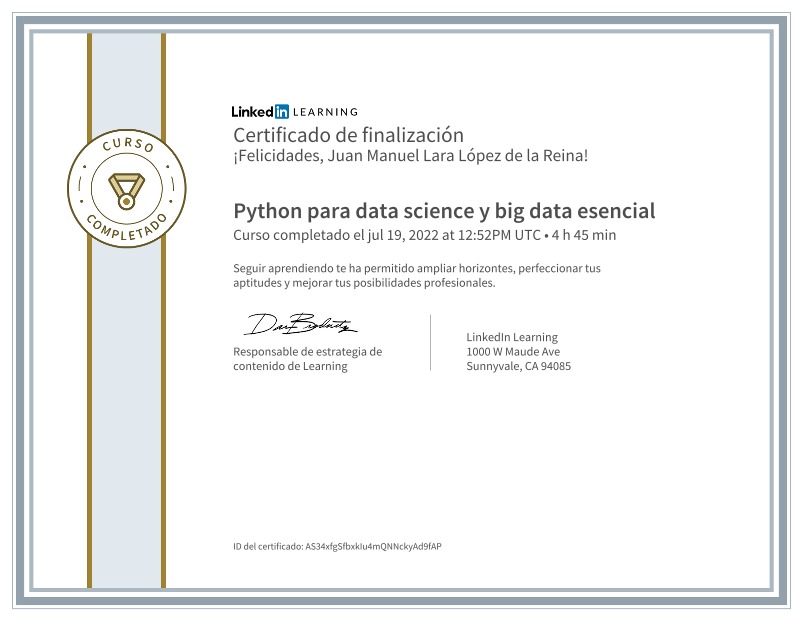 CURSO
COMPLETADO
Linkedin LEARNING
Certificado de finalización
¡Felicidades, Juan Manuel Lara López de la Reina!
Python para data science y big data esencial
Curso completado el jul 19, 2022 at 12:52PM UTC • 4 h 45 min
Seguir aprendiendo te ha permitido ampliar horizontes, perfeccionar tus
aptitudes y mejorar tus posibilidades profesionales.
Responsable de estrategia de
contenido de Learning
LinkedIn Learning
1000 W Maude Ave
Sunnyvale, CA 94085
ID del certificado: AS34xfgSfbxkIu4mQNNckyAd9fAP